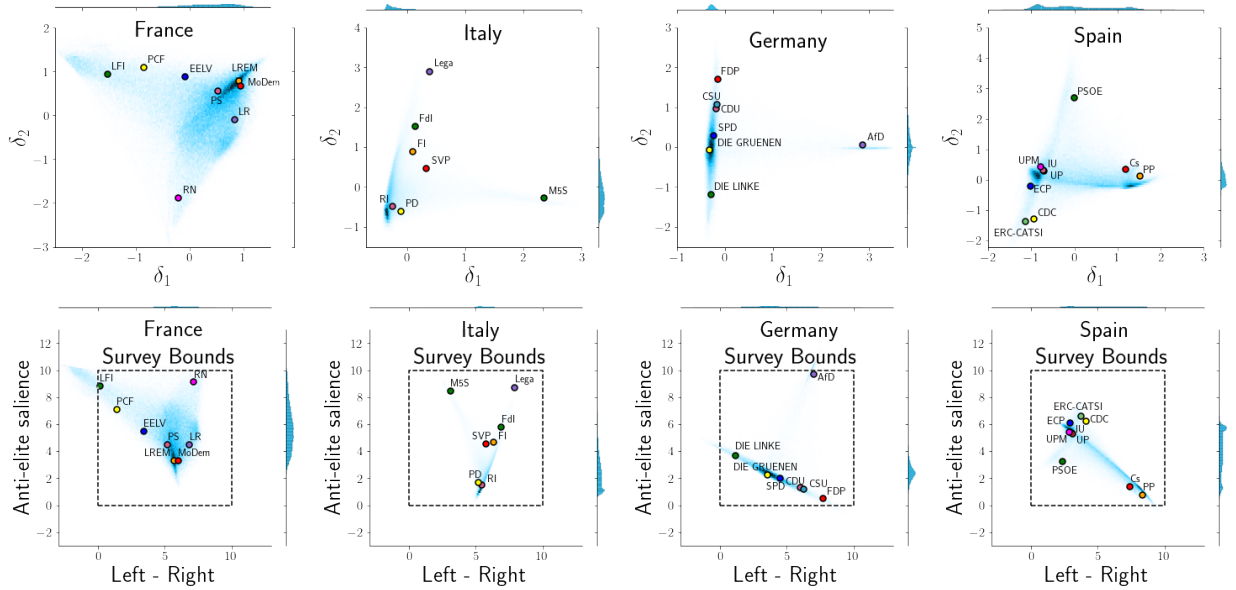 France
2
1
0
−1
−2
−3
δ2
−2
−1
0
1
δ1
LFI
PCF
EELV
LREM
MoDem
PS
LR
RN
Italy
4
3
2
1
0
−1
δ2
0
1
2
3
δ1
Lega
FdI
FI
SVP
RI
PD
M5S
Germany
3
2
1
0
−1
−2
δ2
−1
0
1
2
3
4
δ1
FDP
CSU
CDU
SPD
DIE GRUENEN
DIE LINKE
AfD
Spain
5
4
3
2
1
0
−1
−2
δ2
−2
−1
0
1
2
3
δ1
PSOE
UPM
IU
UP
ECP
CDC
ERC-CATSI
Cs
PP
France
Survey Bounds
12
10
8
6
4
2
0
−2
Anti-elite salience
0
5
10
Left - Right
LFI
RN
PCF
EELV
PS
LR
LREM
MoDem
Italy
Survey Bounds
12
10
8
6
4
2
0
−2
Anti-elite salience
0
5
10
Left - Right
M5S
Lega
FdI
SVP
FI
PD
RI
Germany
Survey Bounds
12
10
8
6
4
2
0
−2
Anti-elite salience
0
5
10
Left - Right
AfD
DIE LINKE
DIE GRUENEN
SPD
CDU
CSU
FDP
Spain
Survey Bounds
12
10
8
6
4
2
0
−2
Anti-elite salience
0
5
10
Left - Right
ERC-CATSI
ECP
CDC
IU
UPM
UP
PSOE
Cs
PP